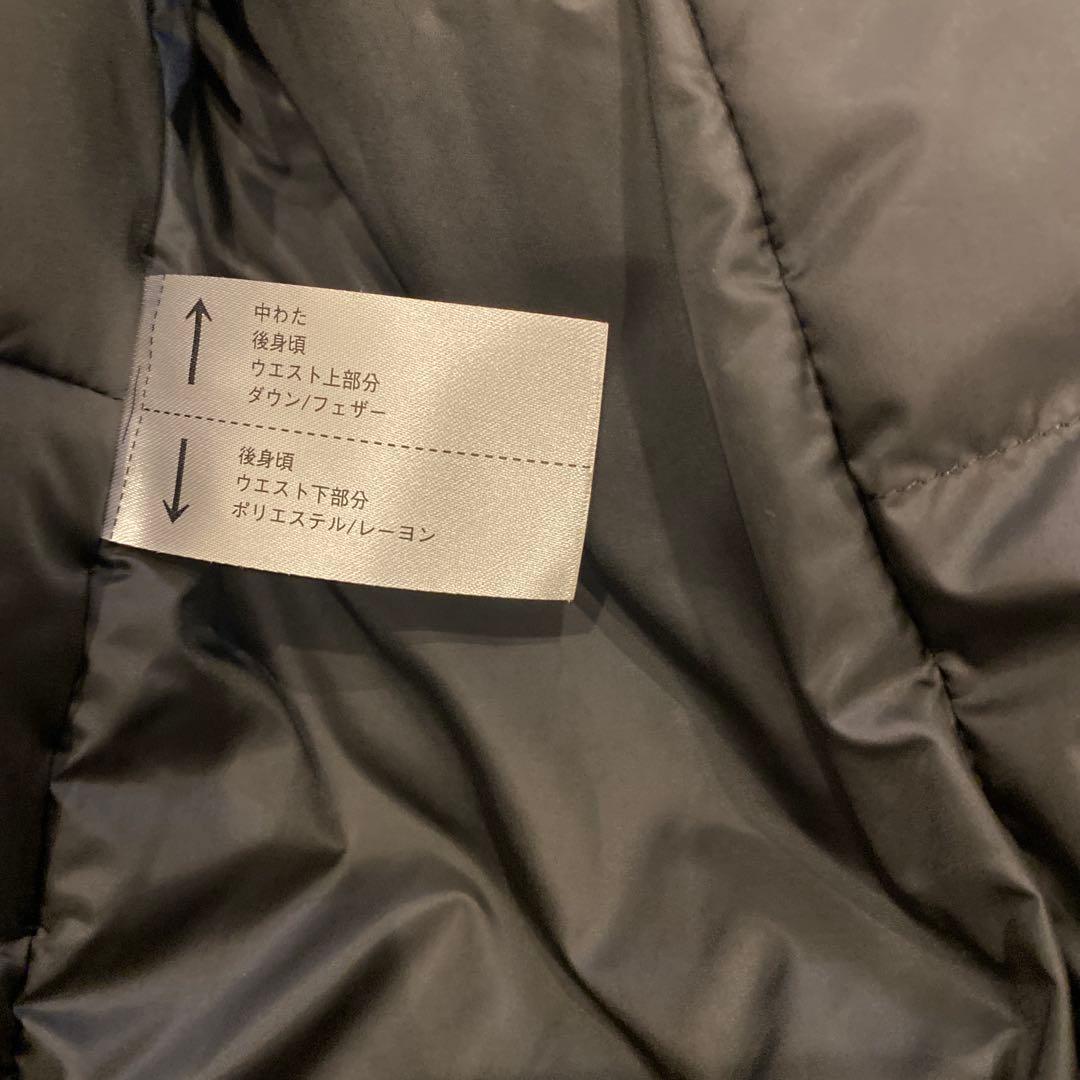 中わた
後身頃
ウエスト上部分
ダウン/フェザー
後身頃
ウエスト下部分
ポリエステル/レーヨン